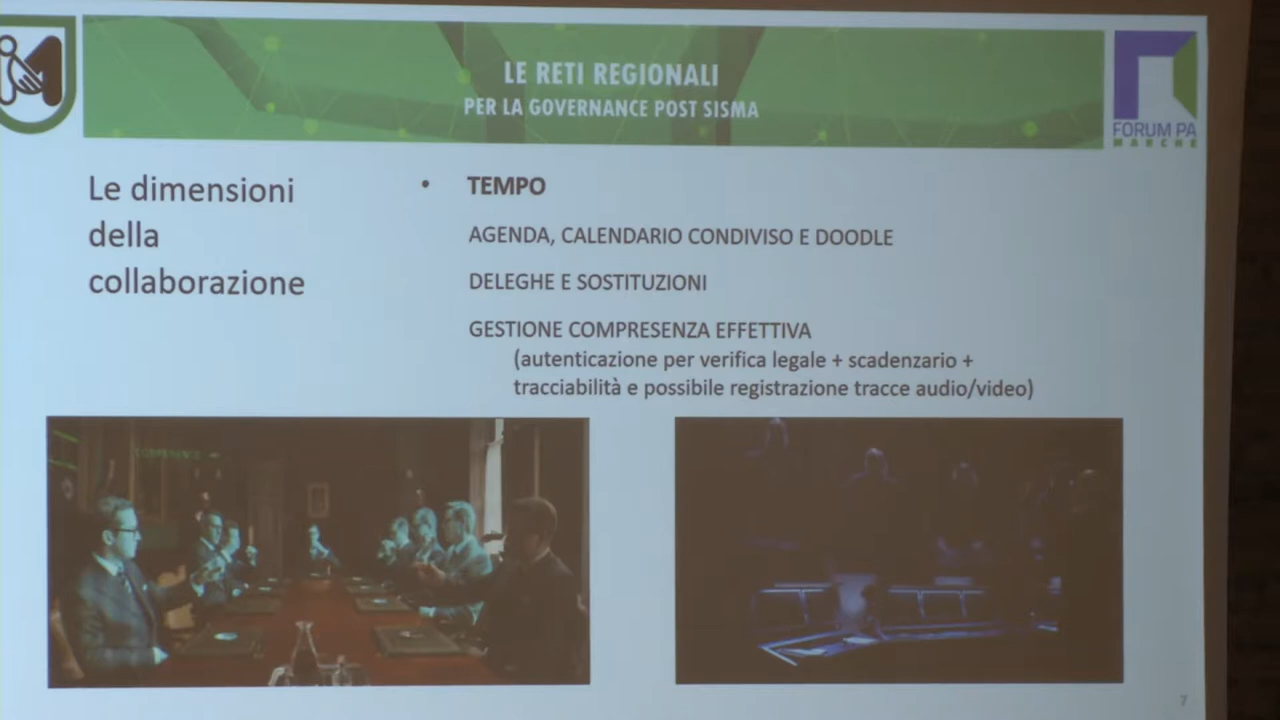 LE RETI REGIONALI
PER LA GOVERNANCE POST SISMA
FORUM PA
MARCHE
Le dimensioni
della
collaborazione
• TEMPO
AGENDA, CALENDARIO CONDIVISO E DOODLE
DELEGHE E SOSTITUZIONI
GESTIONE COMPRESENZA EFFETTIVA
(autenticazione per verifica legale + scadenzario +
tracciabilità e possibile registrazione tracce audio/video)
7